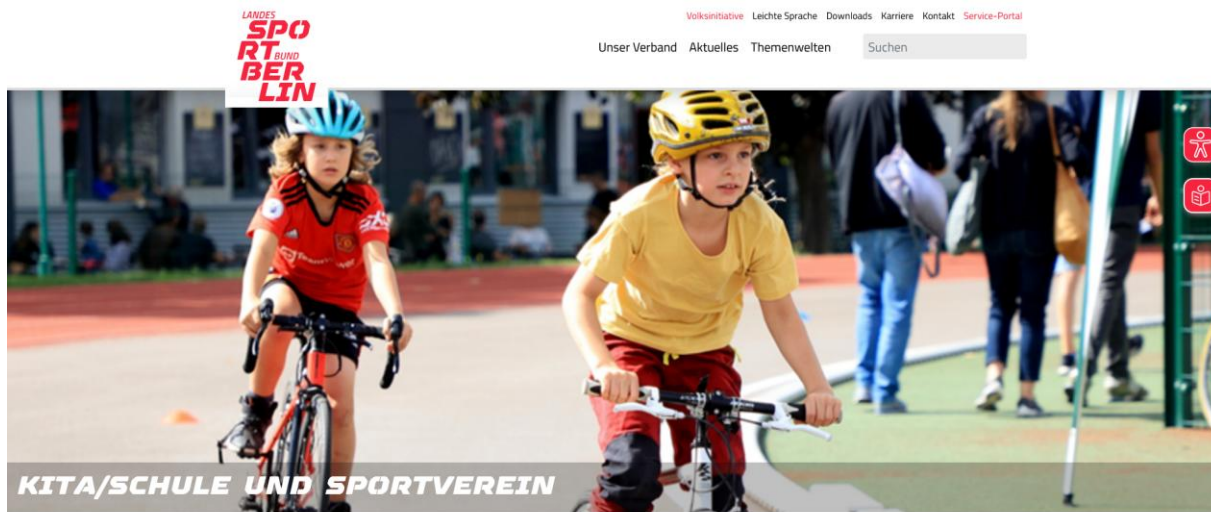 LANDES
SPO
RT BUND
BER
LIN
Volksinitiative Leichte Sprache Downloads Karriere Kontakt Service-Portal
Unser Verband Aktuelles Themenwelten Suchen
KITA/SCHULE UND SPORTVEREIN